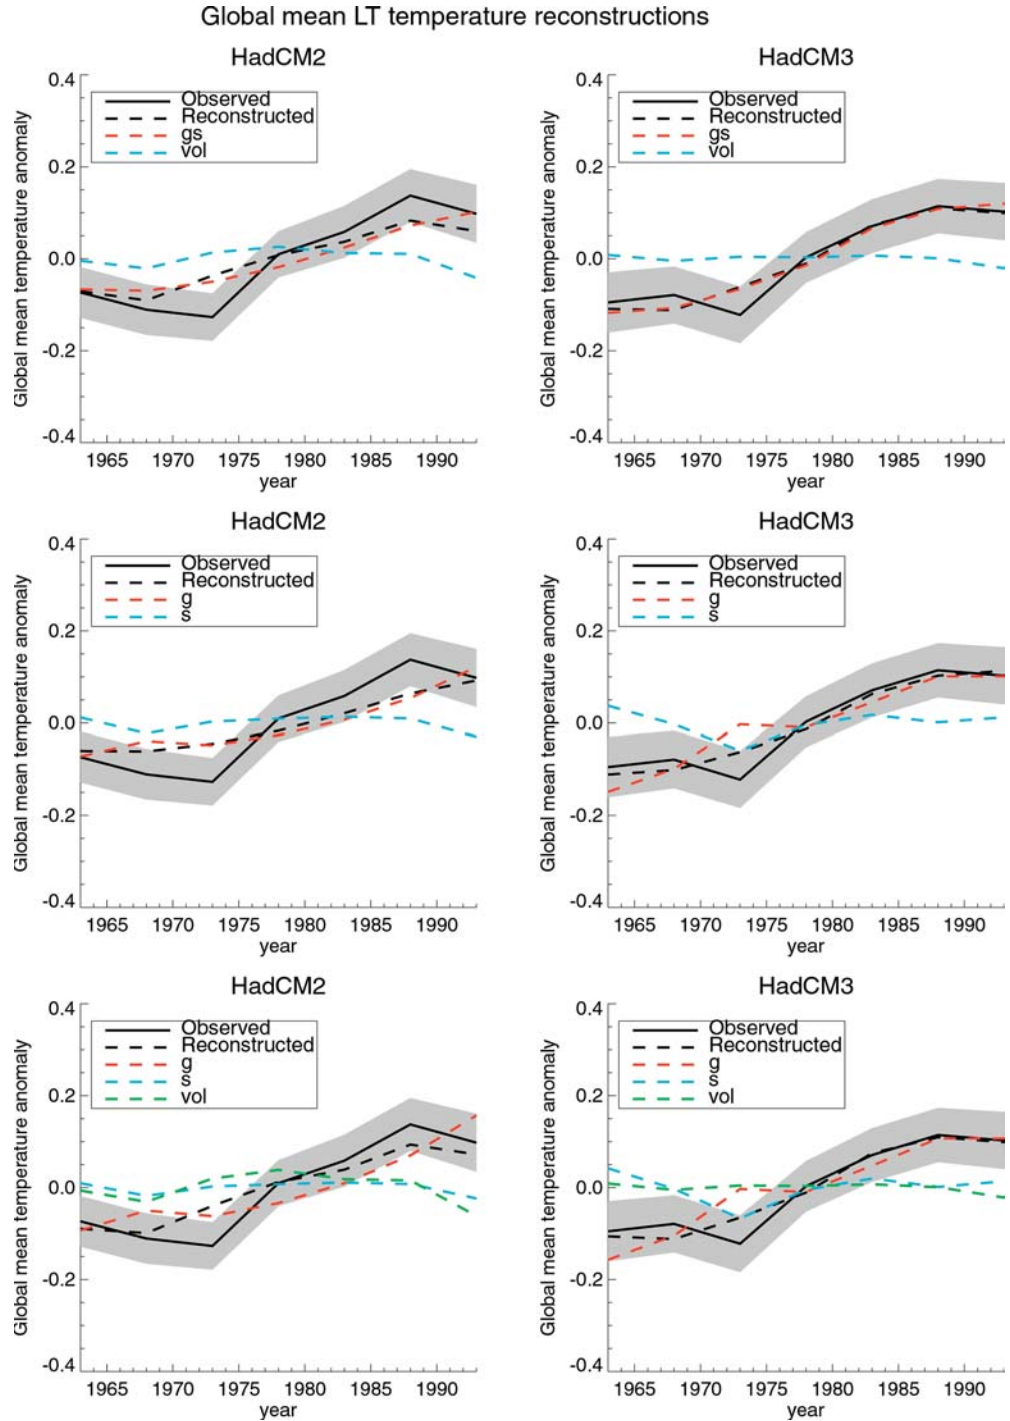 Global mean LT temperature reconstructions
HadCM2
Global mean temperature anomaly
0.4
0.2
0.0
-0.2
-0.4
Observed
Reconstructed
gs
vol
1965 1970 1975 1980 1985 1990
year
HadCM3
Global mean temperature anomaly
0.4
0.2
0.0
-0.2
-0.4
Observed
Reconstructed
gs
vol
1965 1970 1975 1980 1985 1990
year
HadCM2
Global mean temperature anomaly
0.4
0.2
0.0
-0.2
-0.4
Observed
Reconstructed
g
s
1965 1970 1975 1980 1985 1990
year
HadCM3
Global mean temperature anomaly
0.4
0.2
0.0
-0.2
-0.4
Observed
Reconstructed
g
s
1965 1970 1975 1980 1985 1990
year
HadCM2
Global mean temperature anomaly
0.4
0.2
0.0
-0.2
-0.4
Observed
Reconstructed
g
s
vol
1965 1970 1975 1980 1985 1990
year
HadCM3
Global mean temperature anomaly
0.4
0.2
0.0
-0.2
-0.4
Observed
Reconstructed
g
s
vol
1965 1970 1975 1980 1985 1990
year